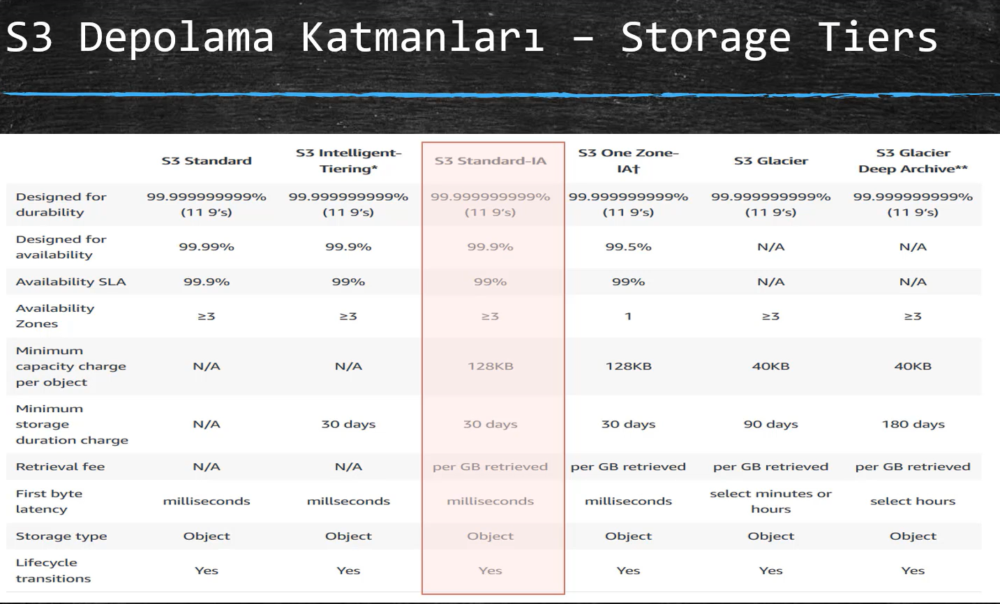 S3 Depolama Katmanları – Storage Tiers
S3 Standard
S3 Intelligent-
Tiering*
S3 Standard-IA
S3 One Zone-
IA†
S3 Glacier
S3 Glacier
Deep Archive**
Designed for
durability
99.999999999%
(11 9’s)
99.999999999%
(11 9’s)
99.999999999%
(11 9’s)
99.999999999%
(11 9’s)
99.999999999%
(11 9’s)
99.999999999%
(11 9’s)
Designed for
availability
99.99%
99.9%
99.9%
99.5%
N/A
N/A
Availability SLA
99.9%
99%
99%
99%
N/A
N/A
Availability
Zones
≥3
≥3
≥3
1
≥3
≥3
Minimum
capacity charge
per object
N/A
N/A
128KB
128KB
40KB
40KB
Minimum
storage
duration charge
N/A
30 days
30 days
30 days
90 days
180 days
Retrieval fee
N/A
N/A
per GB retrieved
per GB retrieved
per GB retrieved
per GB retrieved
First byte
latency
milliseconds
millseconds
milliseconds
milliseconds
select minutes or
hours
select hours
Storage type
Object
Object
Object
Object
Object
Object
Lifecycle
transitions
Yes
Yes
Yes
Yes
Yes
Yes